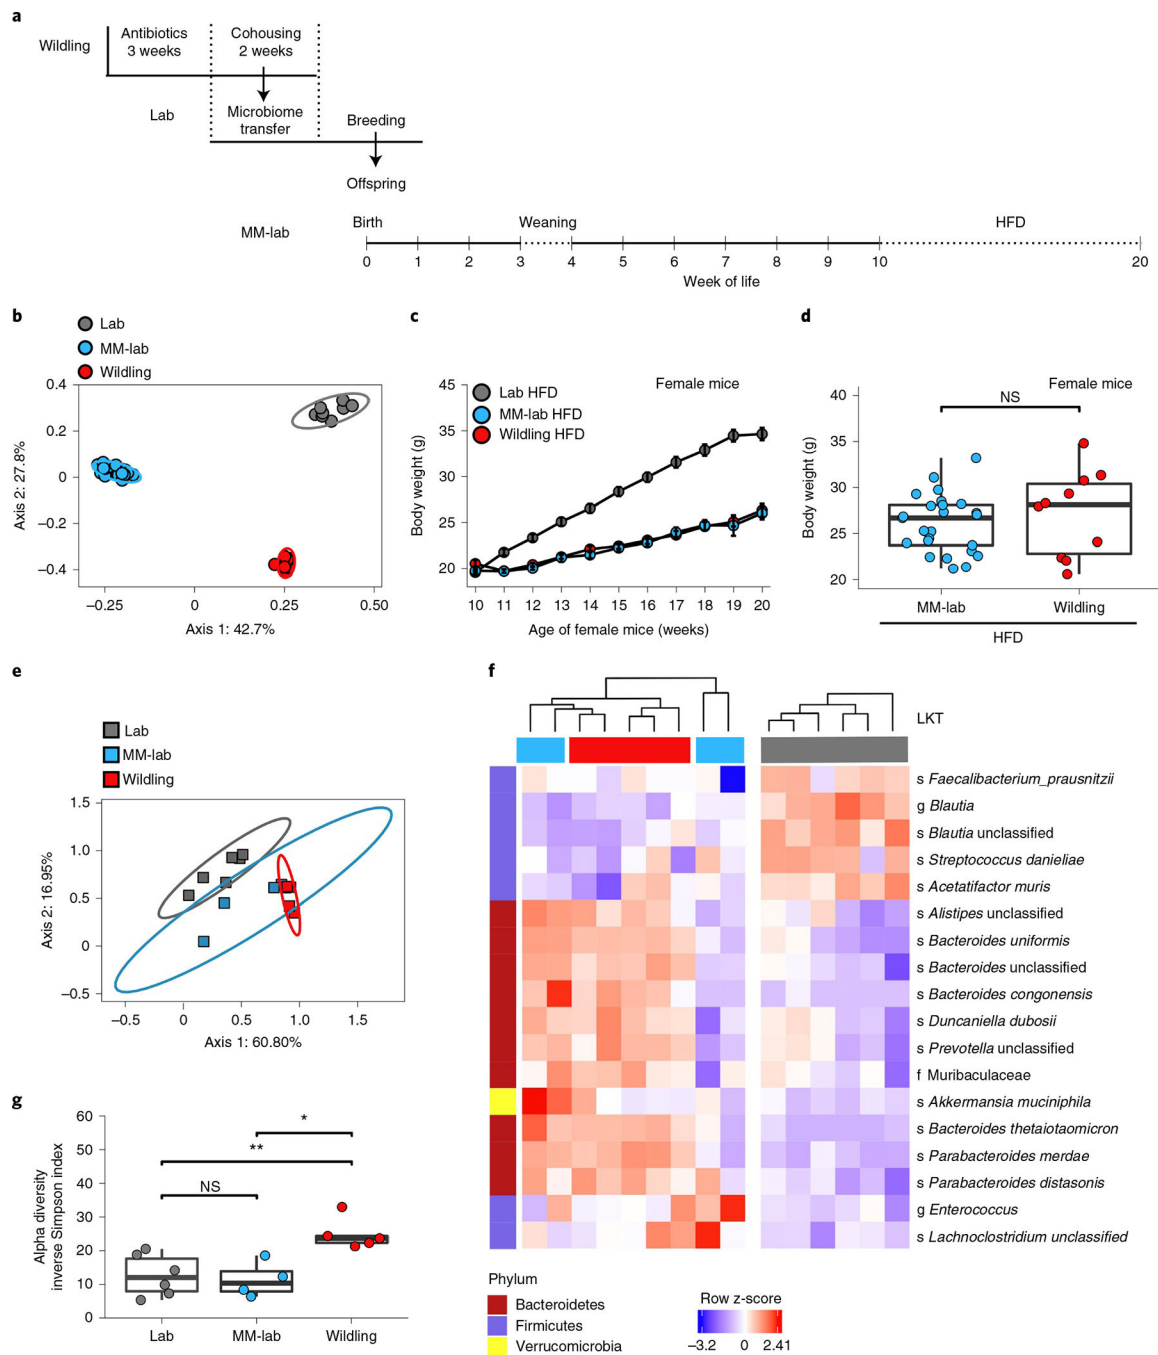 a
Wildling
Antibiotics
3 weeks
Cohousing
2 weeks
Lab
Microbiome
transfer
Breeding
Offspring
MM-lab
Birth
Weaning
HFD
0 1 2 3 4 5 6 7 8 9 10 20
Week of life
b
Lab
MM-lab
Wildling
0.4
0.2
0
−0.2
−0.4
Axis 2: 27.8%
−0.25 0 0.25 0.50
Axis 1: 42.7%
c
Female mice
Lab HFD
MM-lab HFD
Wildling HFD
45
35
30
25
20
Body weight (g)
10 11 12 13 14 15 16 17 18 19 20
Age of female mice (weeks)
d
Female mice
NS
40
35
30
25
20
Body weight (g)
MM-lab Wildling
HFD
e
Lab
MM-lab
Wildling
1.5
1.0
0.5
0
−0.5
Axis 2: 16.95%
−0.5 0 0.5 1.0 1.5
Axis 1: 60.80%
f
LKT
s Faecalibacterium_prausnitzii
g Blautia
s Blautia unclassified
s Streptococcus danieliae
s Acetatifactor muris
s Alistipes unclassified
s Bacteroides uniformis
s Bacteroides unclassified
s Bacteroides congonensis
s Duncaniella dubosii
s Prevotella unclassified
f Muribaculaceae
s Akkermansia muciniphila
s Bacteroides thetaiotaomicron
s Parabacteroides merdae
s Parabacteroides distasonis
g Enterococcus
s Lachnoclostridium unclassified
Phylum
Bacteroidetes
Firmicutes
Verrucomicrobia
Row z-score
−3.2 0 2.41
g
60
50
40
30
20
10
0
Alpha diversity
inverse Simpson index
*
**
NS
Lab MM-lab Wildling